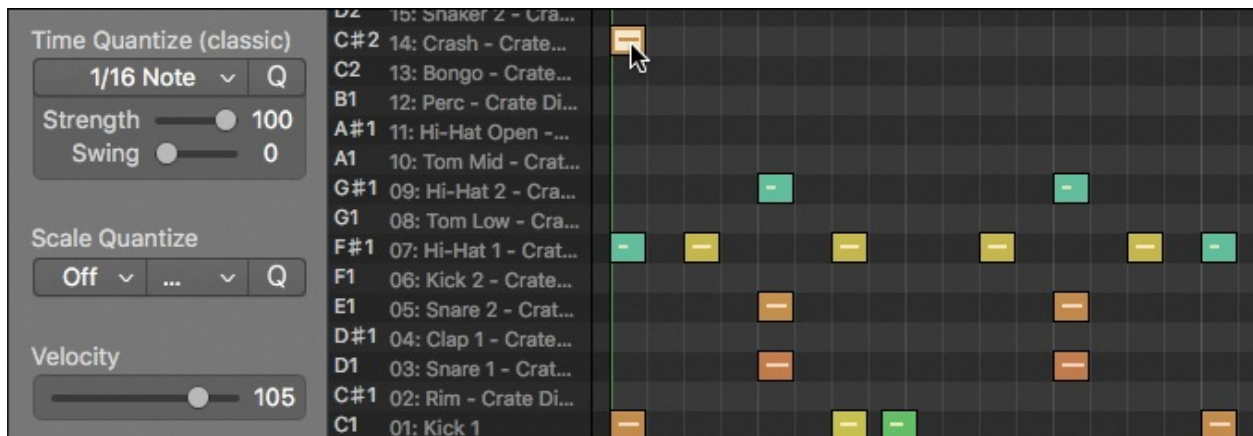 Time Quantize (classic)
1/16 Note
Q
Strength 100
Swing 0
Scale Quantize
Off
...
Q
Velocity
105
D2 15: Shaker 2 - Cra...
C#2 14: Crash - Crate...
C2 13: Bongo - Crate...
B1 12: Perc - Crate Di...
A#1 11: Hi-Hat Open -...
A1 10: Tom Mid - Crat...
G#1 09: Hi-Hat 2 - Cra...
G1 08: Tom Low - Cra...
F#1 07: Hi-Hat 1 - Crat...
F1 06: Kick 2 - Crate...
E1 05: Snare 2 - Crat...
D#1 04: Clap 1 - Crate...
D1 03: Snare 1 - Crat...
C#1 02: Rim - Crate Di...
C1 01: Kick 1